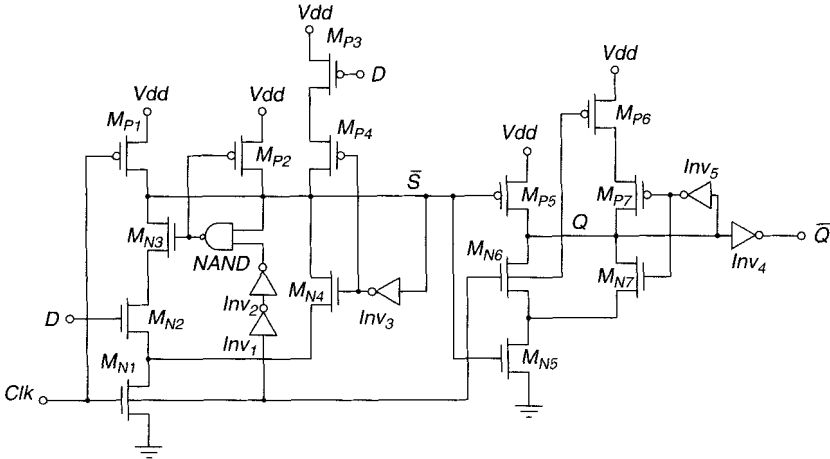 Vdd
M_P3
D
Vdd
M_P1
Vdd
M_P2
M_P4
Vdd
M_P6
Vdd
S̅
M_P5
M_P7
Inv_5
Q
Q̅
Inv_4
M_N3
NAND
M_N6
M_N7
Inv_2
M_N4
Inv_3
D
M_N2
Inv_1
M_N1
M_N5
Clk